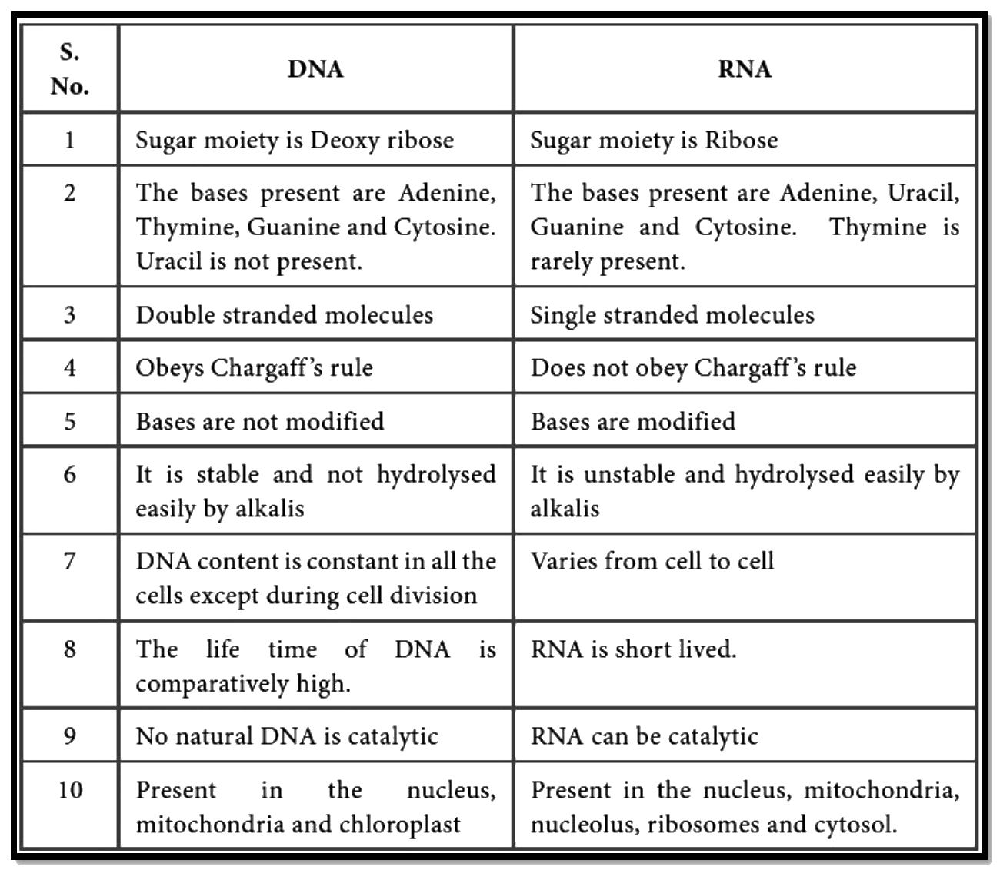 S.
No.
DNA
RNA
1
Sugar moiety is Deoxy ribose
Sugar moiety is Ribose
2
The bases present are Adenine,
Thymine, Guanine and Cytosine.
Uracil is not present.
The bases present are Adenine, Uracil,
Guanine and Cytosine. Thymine is
rarely present.
3
Double stranded molecules
Single stranded molecules
4
Obeys Chargaff’s rule
Does not obey Chargaff’s rule
5
Bases are not modified
Bases are modified
6
It is stable and not hydrolysed
easily by alkalis
It is unstable and hydrolysed easily by
alkalis
7
DNA content is constant in all the
cells except during cell division
Varies from cell to cell
8
The life time of DNA is
comparatively high.
RNA is short lived.
9
No natural DNA is catalytic
RNA can be catalytic
10
Present in the nucleus,
mitochondria and chloroplast
Present in the nucleus, mitochondria,
nucleolus, ribosomes and cytosol.